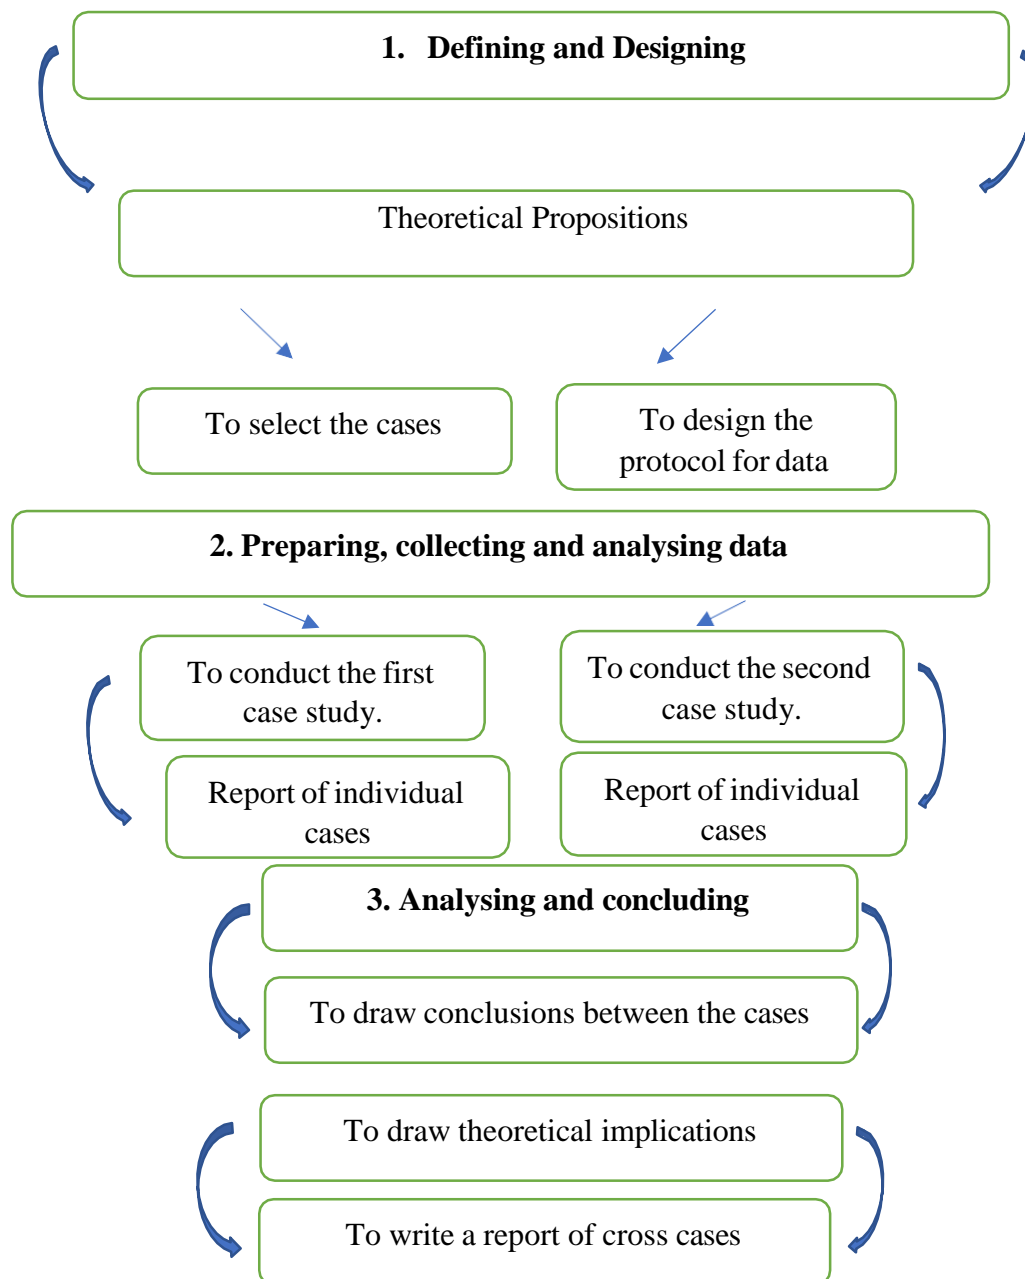 1. Defining and Designing
Theoretical Propositions
To select the cases
To design the
protocol for data
2. Preparing, collecting and analysing data
To conduct the first
case study.
To conduct the second
case study.
Report of individual
cases
Report of individual
cases
3. Analysing and concluding
To draw conclusions between the cases
To draw theoretical implications
To write a report of cross cases